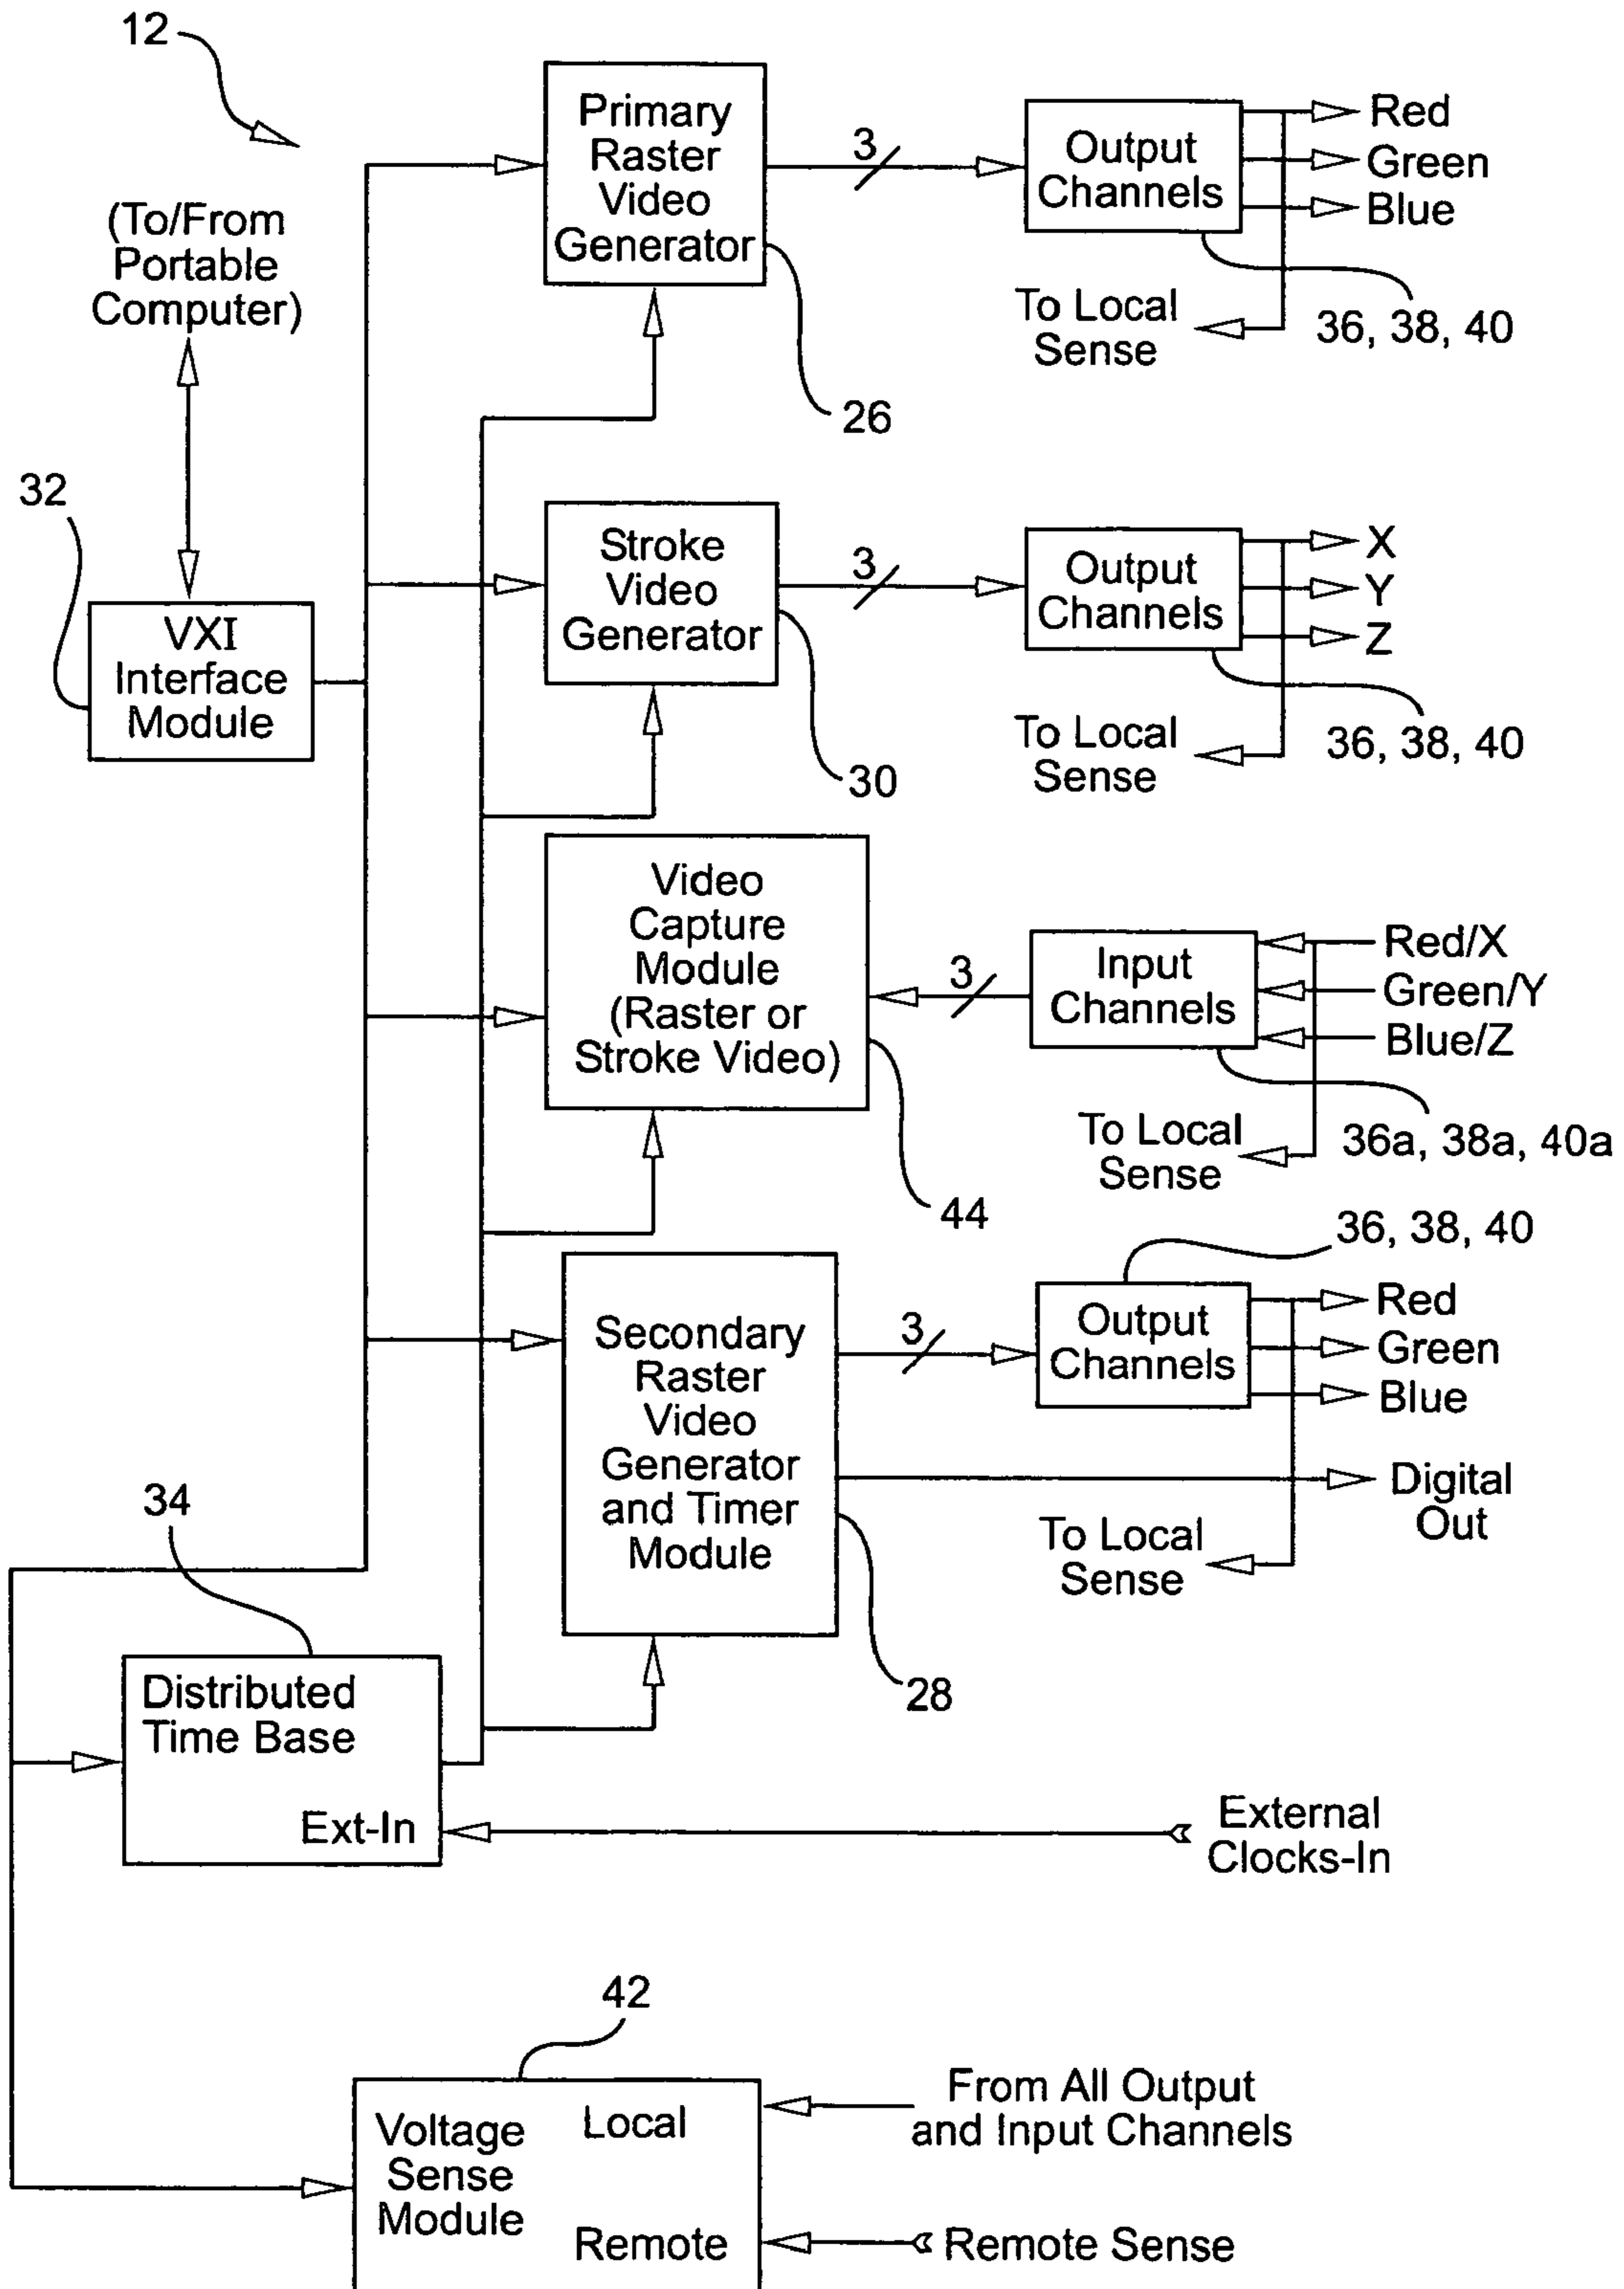 12
(To/From
Portable
Computer)
32
VXI
Interface
Module
Primary
Raster
Video
Generator
26
3
Output
Channels
Red
Green
Blue
To Local
Sense
36, 38, 40
Stroke
Video
Generator
30
3
Output
Channels
X
Y
Z
To Local
Sense
36, 38, 40
Video
Capture
Module
(Raster or
Stroke Video)
44
3
Input
Channels
Red/X
Green/Y
Blue/Z
To Local
Sense
36a, 38a, 40a
Secondary
Raster
Video
Generator
and Timer
Module
28
3
36, 38, 40
Output
Channels
Red
Green
Blue
Digital
Out
To Local
Sense
34
Distributed
Time Base
Ext-In
External
Clocks-In
42
Voltage
Sense
Module
Local
Remote
From All Output
and Input Channels
Remote Sense